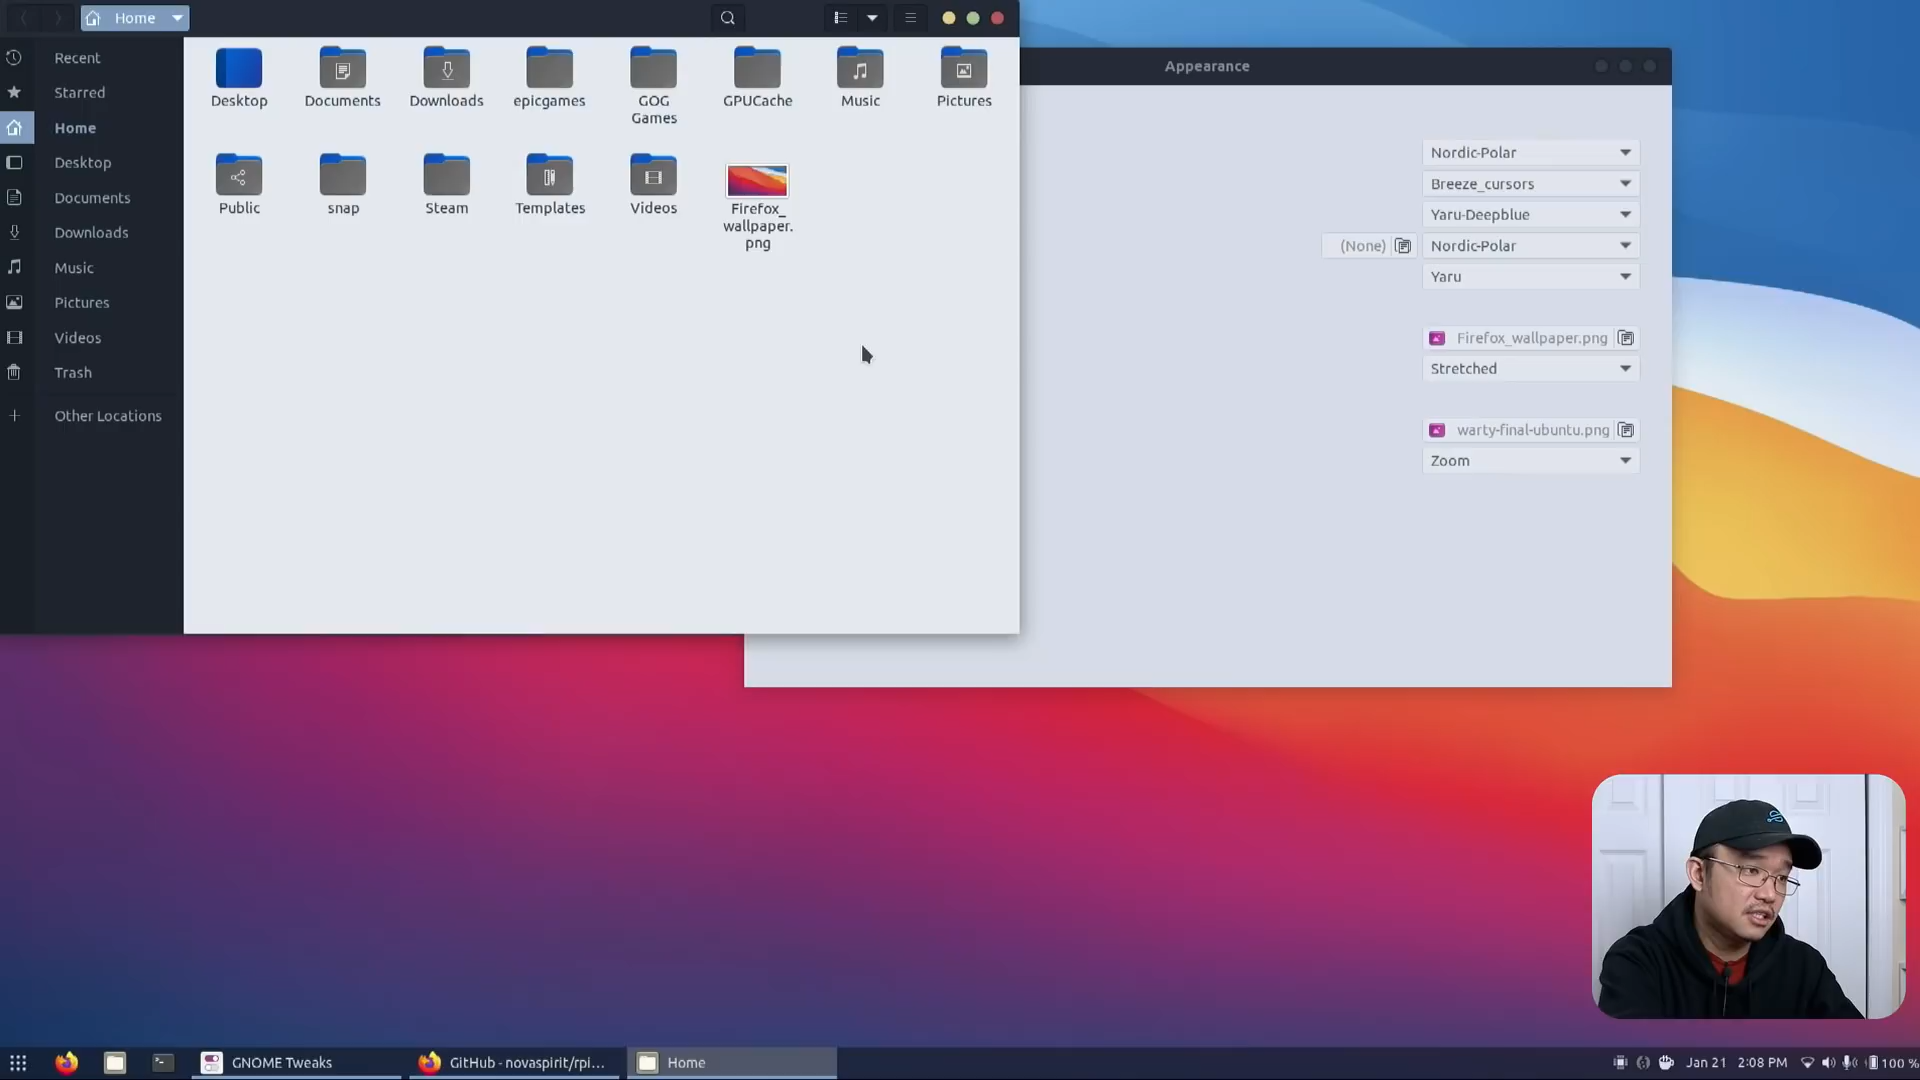 Home
Recent
Starred
Home
Desktop
Documents
Downloads
Music
Pictures
Videos
Trash
Other Locations
Desktop
Documents
Downloads
epicgames
GOG
Games
GPUCache
Music
Pictures
Public
snap
Steam
Templates
Videos
Firefox_
wallpaper.
png
Appearance
Nordic-Polar
Breeze_cursors
Yaru-Deepblue
(None)
Nordic-Polar
Yaru
Firefox_wallpaper.png
Stretched
warty-final-ubuntu.png
Zoom
GNOME Tweaks
GitHub - novaspirit/rpi...
Home
Jan 21 2:08 PM
100 %